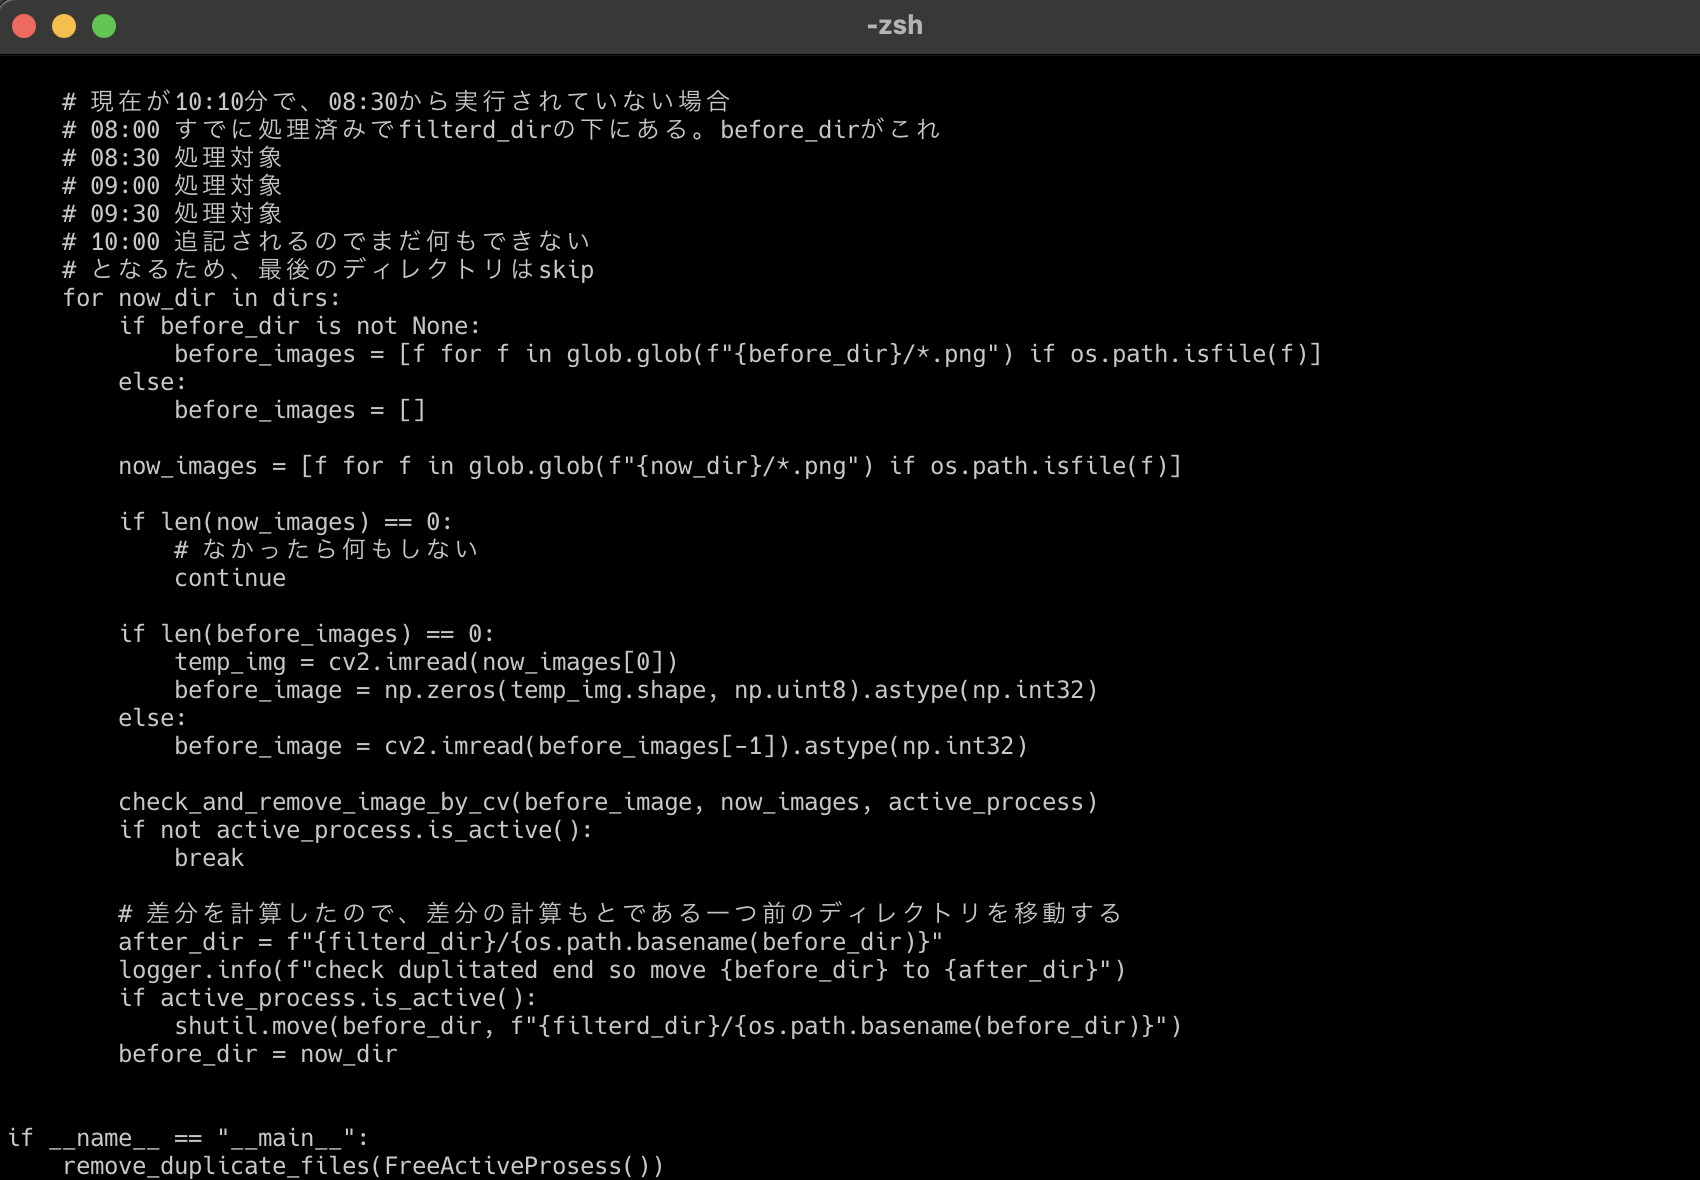 -zsh
# 現在が10:10分で、08:30から実行されていない場合
# 08:00 すでに処理済みでfilterd_dirの下にある。before_dirがこれ
# 08:30 処理対象
# 09:00 処理対象
# 09:30 処理対象
# 10:00 追記されるのでまだ何もできない
# となるため、最後のディレクトリはskip
for now_dir in dirs:
if before_dir is not None:
before_images = [f for f in glob.glob(f"{before_dir}/*.png") if os.path.isfile(f)]
else:
before_images = []
now_images = [f for f in glob.glob(f"{now_dir}/*.png") if os.path.isfile(f)]
if len(now_images) == 0:
# なかったら何もしない
continue
if len(before_images) == 0:
temp_img = cv2.imread(now_images[0])
before_image = np.zeros(temp_img.shape, np.uint8).astype(np.int32)
else:
before_image = cv2.imread(before_images[-1]).astype(np.int32)
check_and_remove_image_by_cv(before_image, now_images, active_process)
if not active_process.is_active():
break
# 差分を計算したので、差分の計算もとである一つ前のディレクトリを移動する
after_dir = f"{filterd_dir}/{os.path.basename(before_dir)}"
logger.info(f"check duplitated end so move {before_dir} to {after_dir}")
if active_process.is_active():
shutil.move(before_dir, f"{filterd_dir}/{os.path.basename(before_dir)}")
before_dir = now_dir
if __name__ == "__main__":
remove_duplicate_files(FreeActiveProsess())